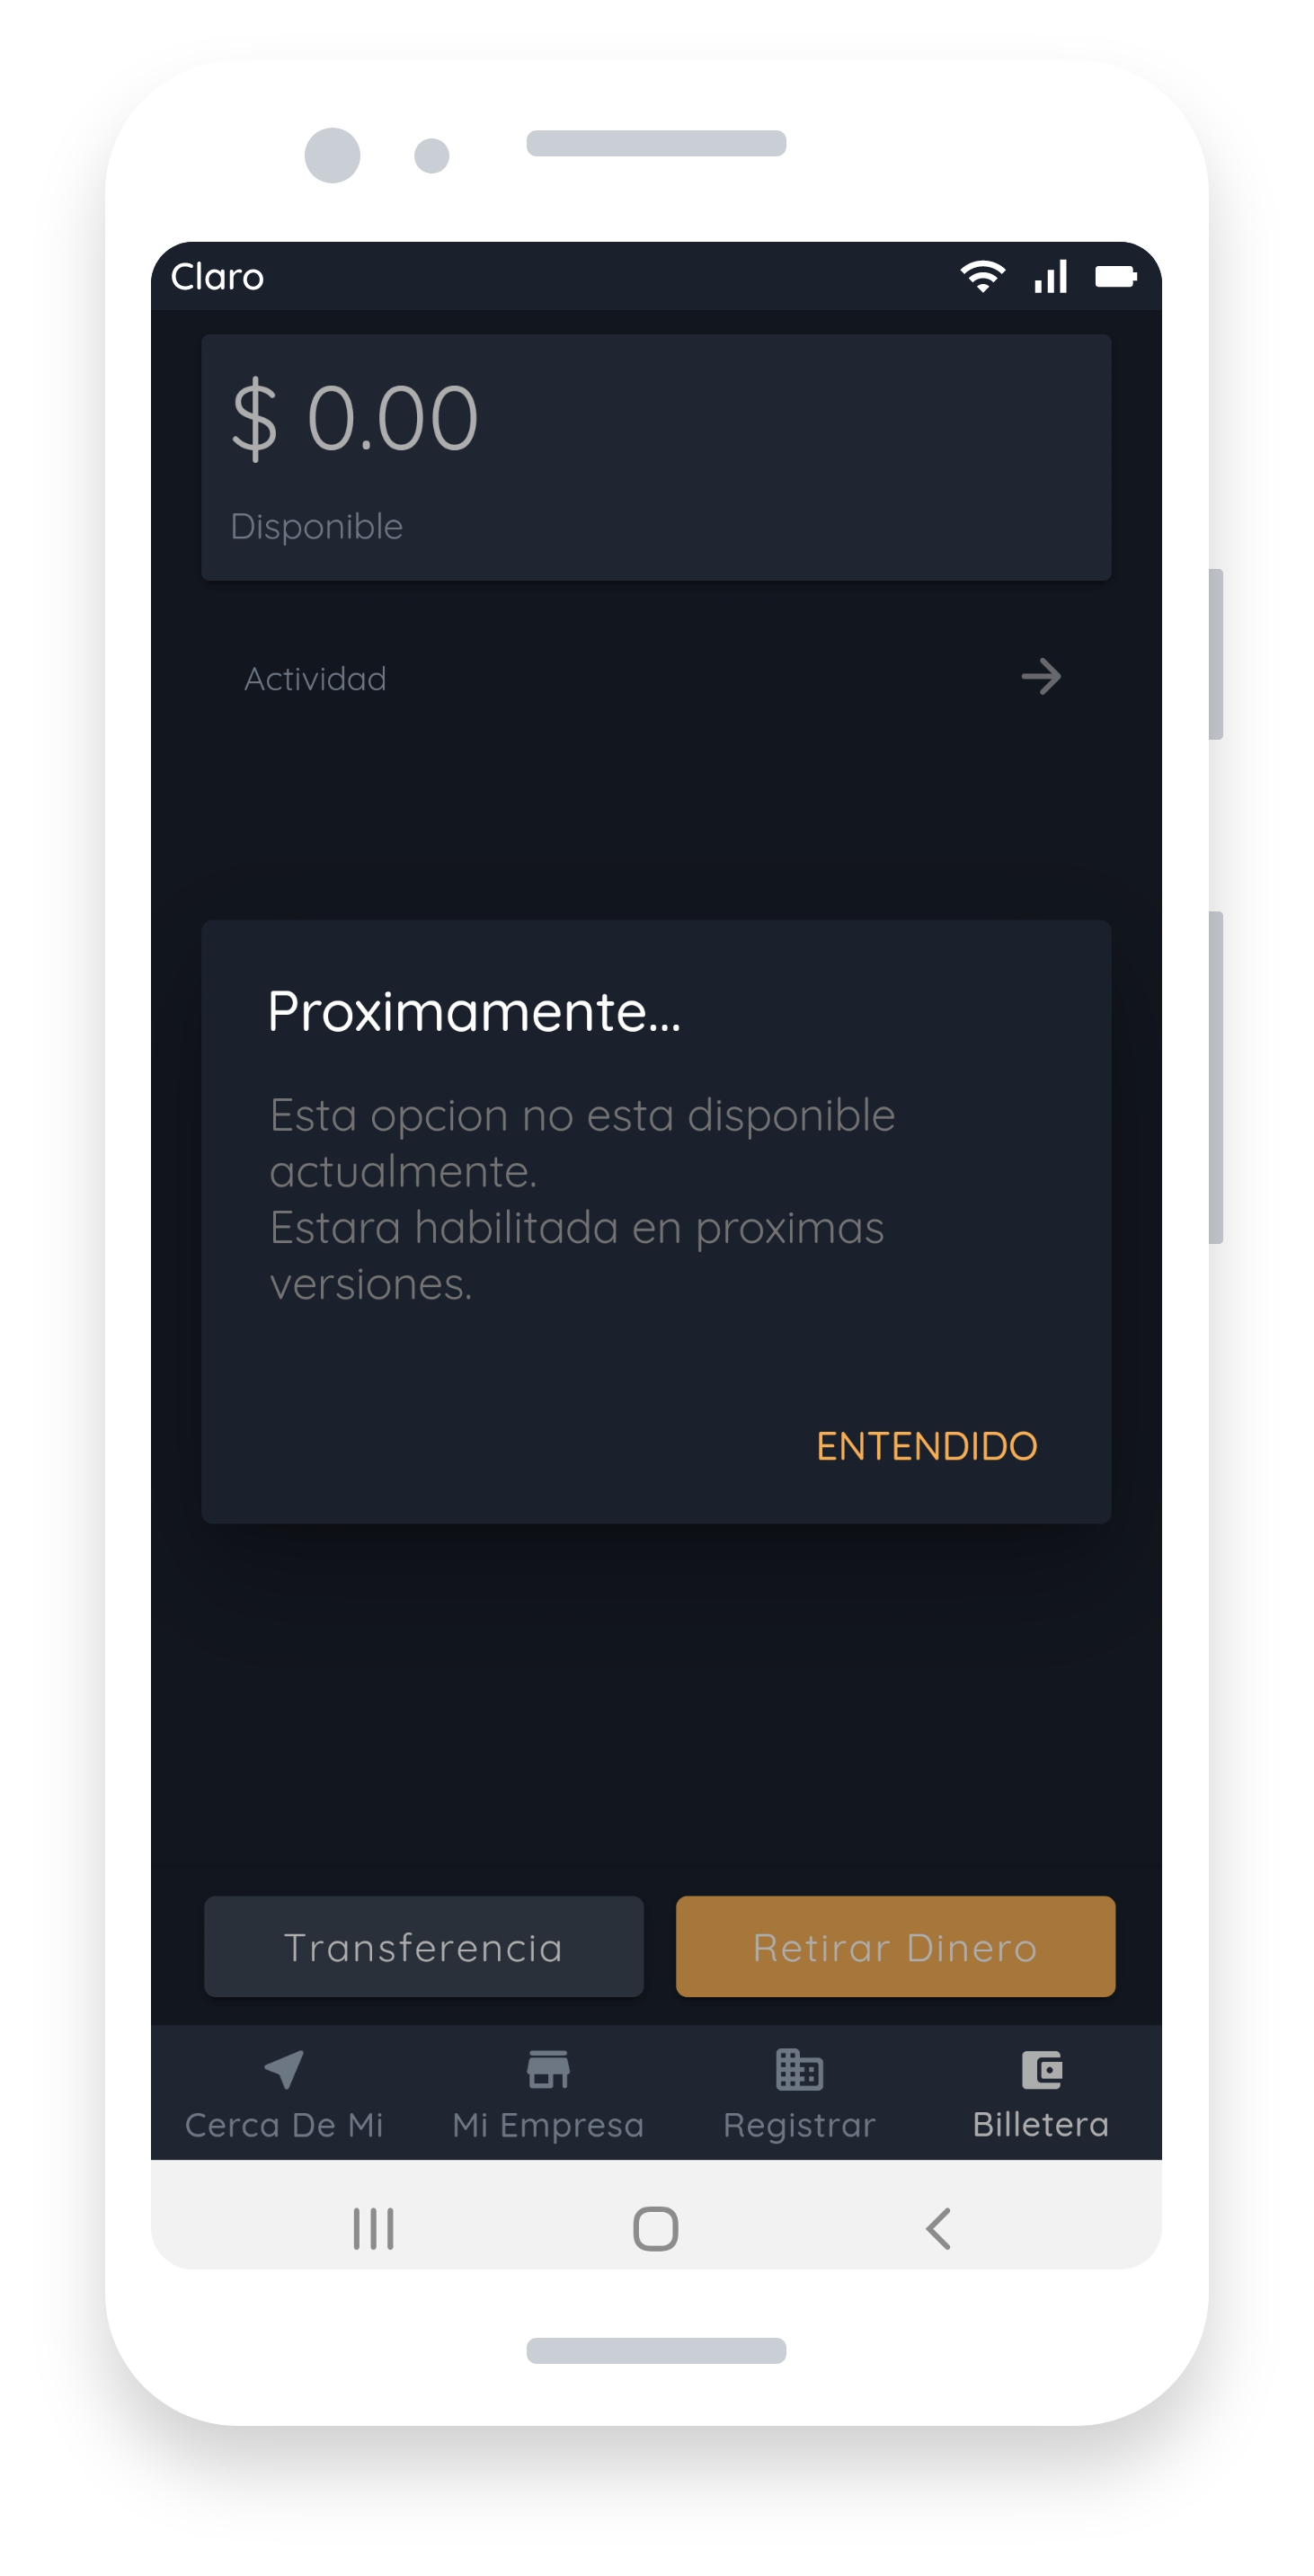 Claro
$ 0.00
Disponible
Actividad
Proximamente...
Esta opcion no esta disponible
actualmente.
Estara habilitada en proximas
versiones.
ENTENDIDO
Transferencia
Retirar Dinero
Cerca De Mi
Mi Empresa
Registrar
Billetera